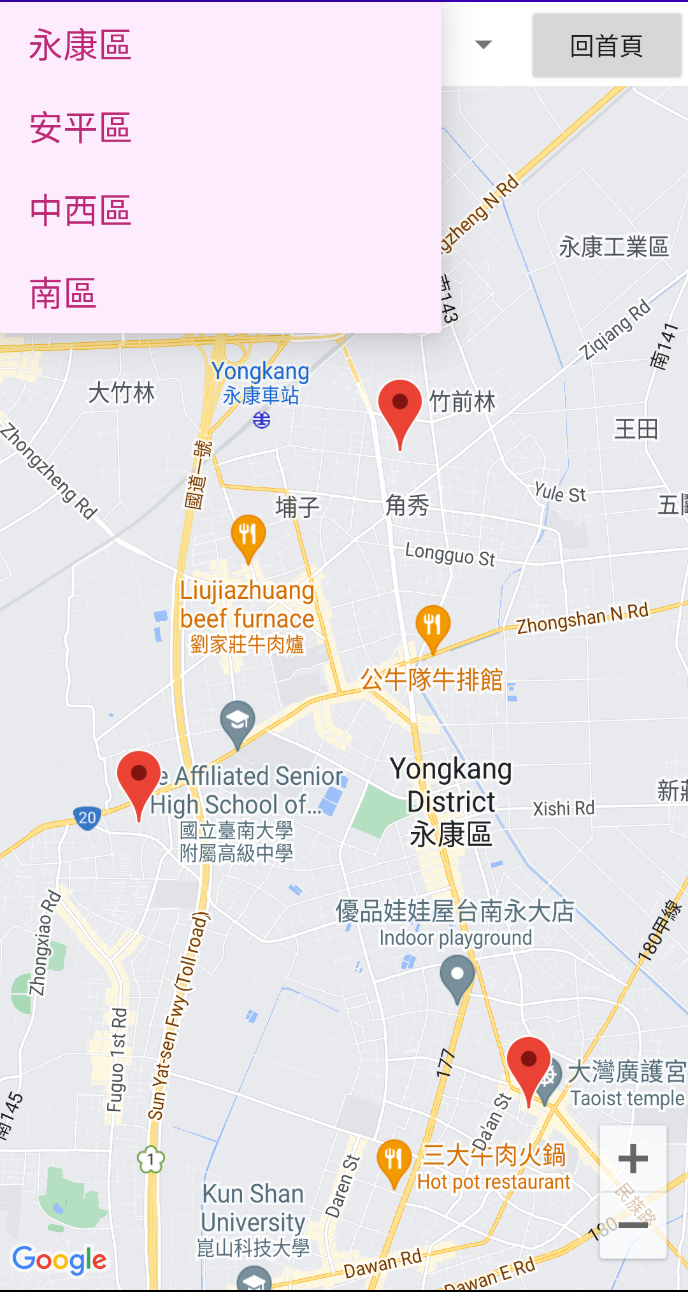 永康區
回首頁
安平區
中西區
南區
gzheng N Rd
永康工業區
南143
Ziqiang Rd
南141
Yongkang
永康車站
大竹林
竹前林
王田
Zhongzheng Rd
國道一號
埔子
角秀
Yule St
Longguo St
Liujiazhuang
beef furnace
劉家莊牛肉爐
Zhongshan N Rd
公牛隊牛排館
e Affiliated Senior
High School of...
國立臺南大學
附屬高級中學
20
Yongkang
District
永康區
Xishi Rd
優品娃娃屋台南永大店
Indoor playground
180甲線
Zhongxiao Rd
Sun Yat-sen Fwy (Toll road)
Fuguo 1st Rd
177
大灣廣護宮
Taoist temple
南145
Da'an St
1
三大牛肉火鍋
Hot pot restaurant
Daren St
Kun Shan
University
崑山科技大學
民族路
180
Dawan Rd
Dawan E Rd
Google